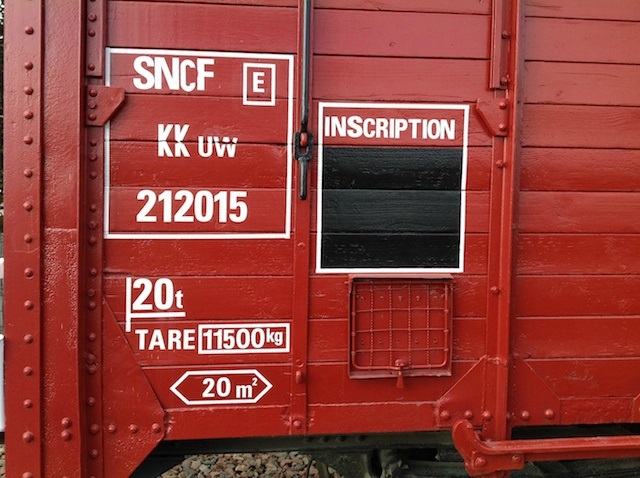 SNCF E
KK UW
212015
INSCRIPTION
20t
TARE 11500kg
20 m²